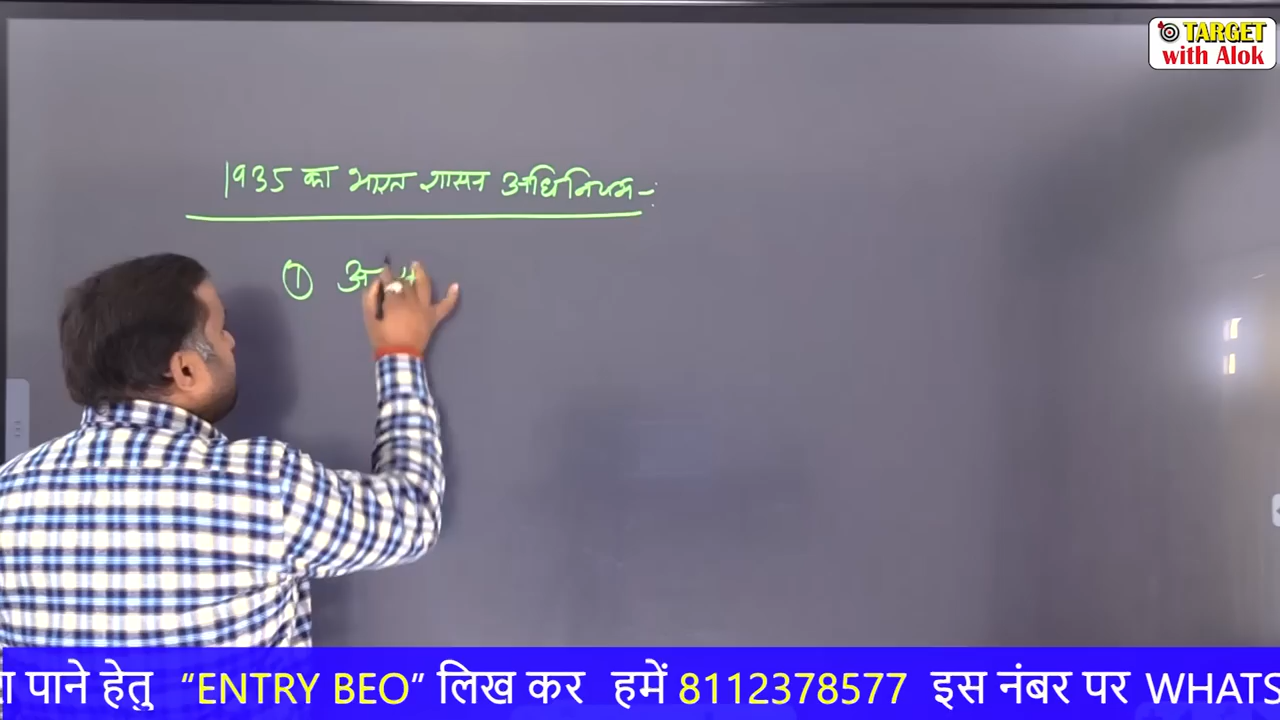 TARGET
with Alok
1935 का भारत शासन अधिनियम -:
① अ
पाने हेतु “ENTRY BEO“ लिख कर हमें 8112378577 इस नंबर पर WHATS